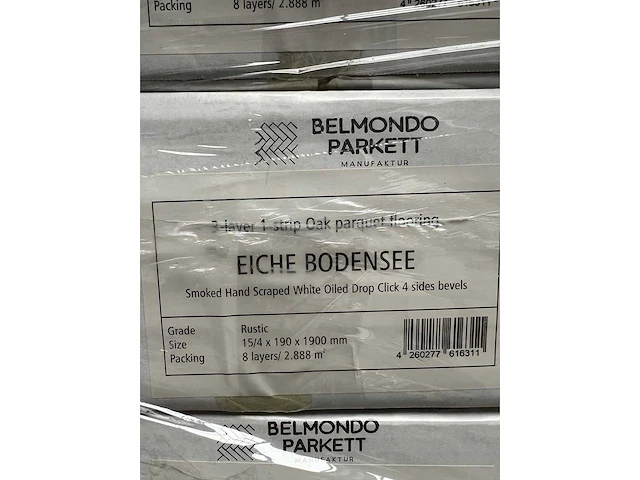 Packing 8 layers/ 2.888 m²
BELMONDO
PARKETT
MANUFAKTUR
3-layer 1-strip Oak parquet flooring
EICHE BODENSEE
Smoked Hand Scraped White Oiled Drop Click 4 sides bevels
Grade Rustic
Size 15/4 x 190 x 1900 mm
Packing 8 layers/ 2.888 m²
4 260277 616311
BELMONDO
PARKETT
MANUFAKTUR